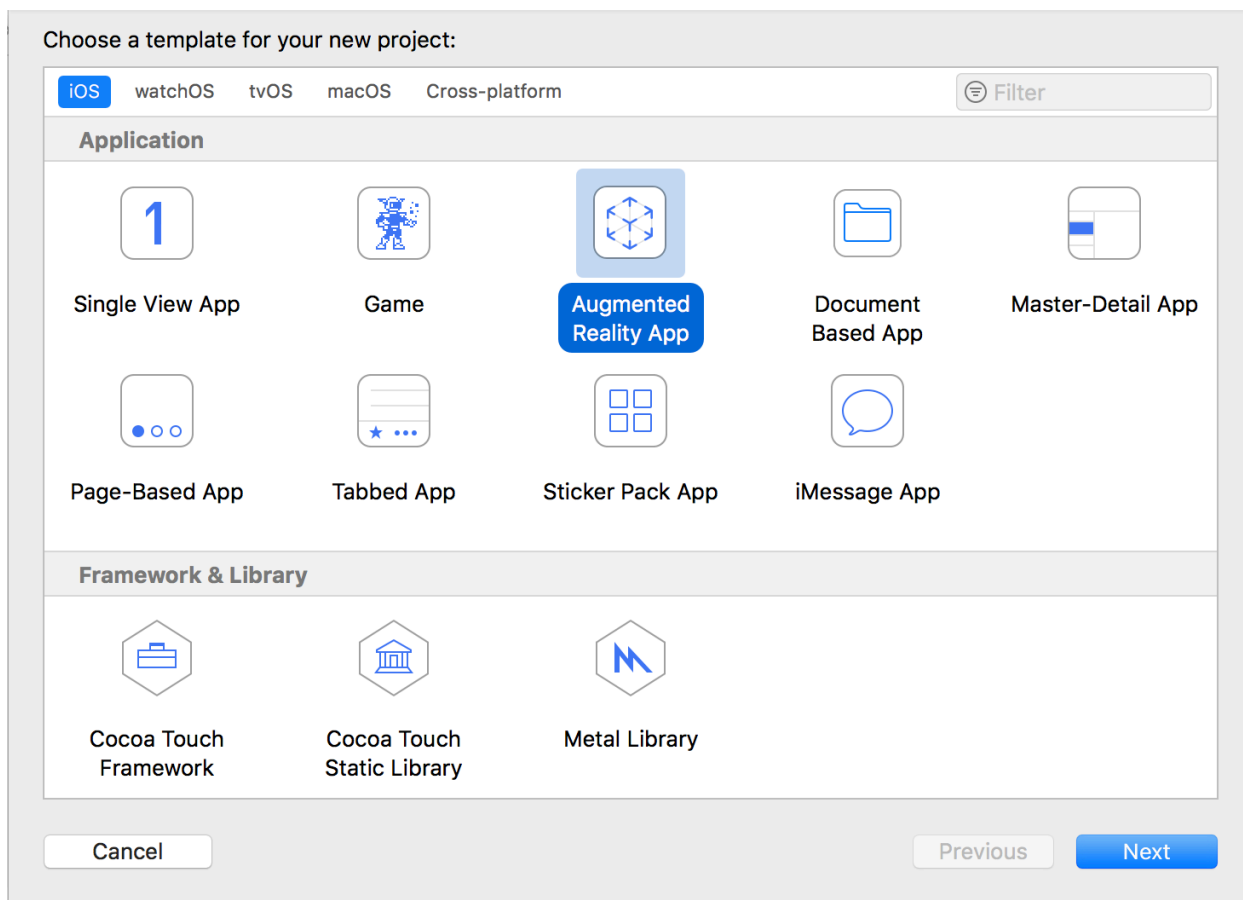 Choose a template for your new project:
iOS watchOS tvOS macOS Cross-platform Filter
Application
1
Single View App Game Augmented Reality App Document Based App Master-Detail App
Page-Based App Tabbed App Sticker Pack App iMessage App
Framework & Library
Cocoa Touch Framework Cocoa Touch Static Library Metal Library
Cancel Previous Next